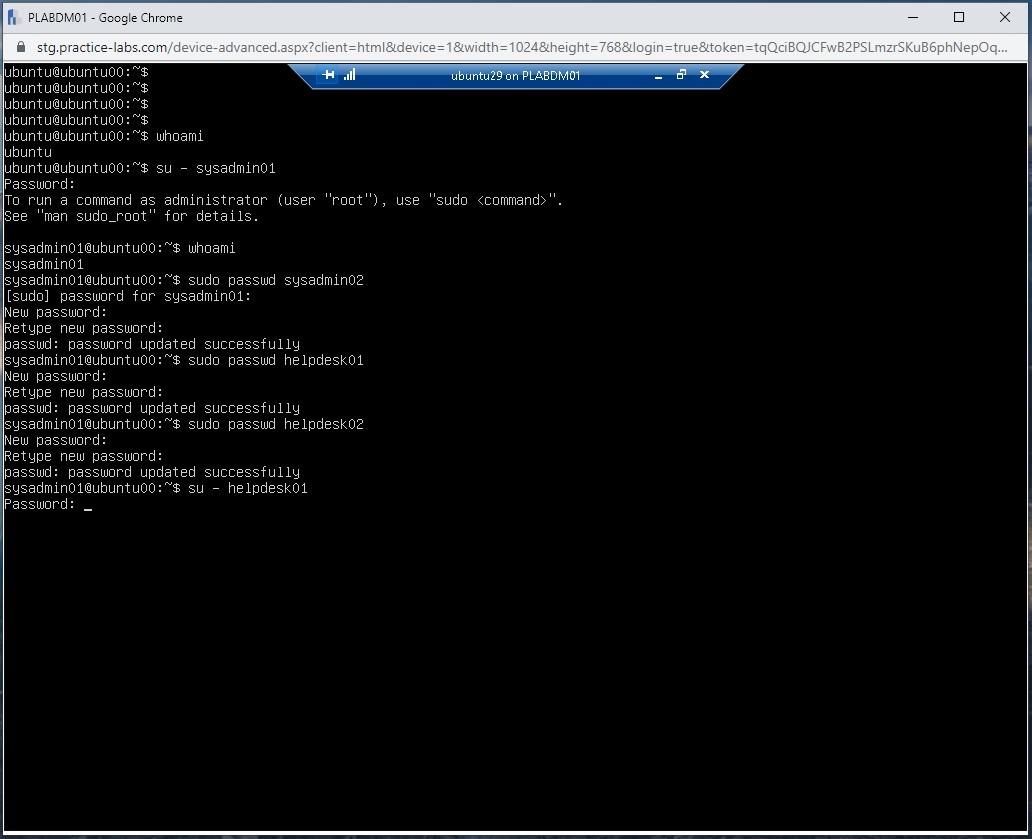 PLABDM01 - Google Chrome
stg.practice-labs.com/device-advanced.aspx?client=html&device=1&width=1024&height=768&login=true&token=tqQciBQJCFwB2PSLmzrSKuB6phNepOq...
ubuntu29 on PLABDM01
ubuntu@ubuntu00:~$
ubuntu@ubuntu00:~$
ubuntu@ubuntu00:~$
ubuntu@ubuntu00:~$
ubuntu@ubuntu00:~$ whoami
ubuntu
ubuntu@ubuntu00:~$ su - sysadmin01
Password:
To run a command as administrator (user "root"), use "sudo <command>".
See "man sudo_root" for details.
sysadmin01@ubuntu00:~$ whoami
sysadmin01
sysadmin01@ubuntu00:~$ sudo passwd sysadmin02
[sudo] password for sysadmin01:
New password:
Retype new password:
passwd: password updated successfully
sysadmin01@ubuntu00:~$ sudo passwd helpdesk01
New password:
Retype new password:
passwd: password updated successfully
sysadmin01@ubuntu00:~$ sudo passwd helpdesk02
New password:
Retype new password:
passwd: password updated successfully
sysadmin01@ubuntu00:~$ su - helpdesk01
Password: _